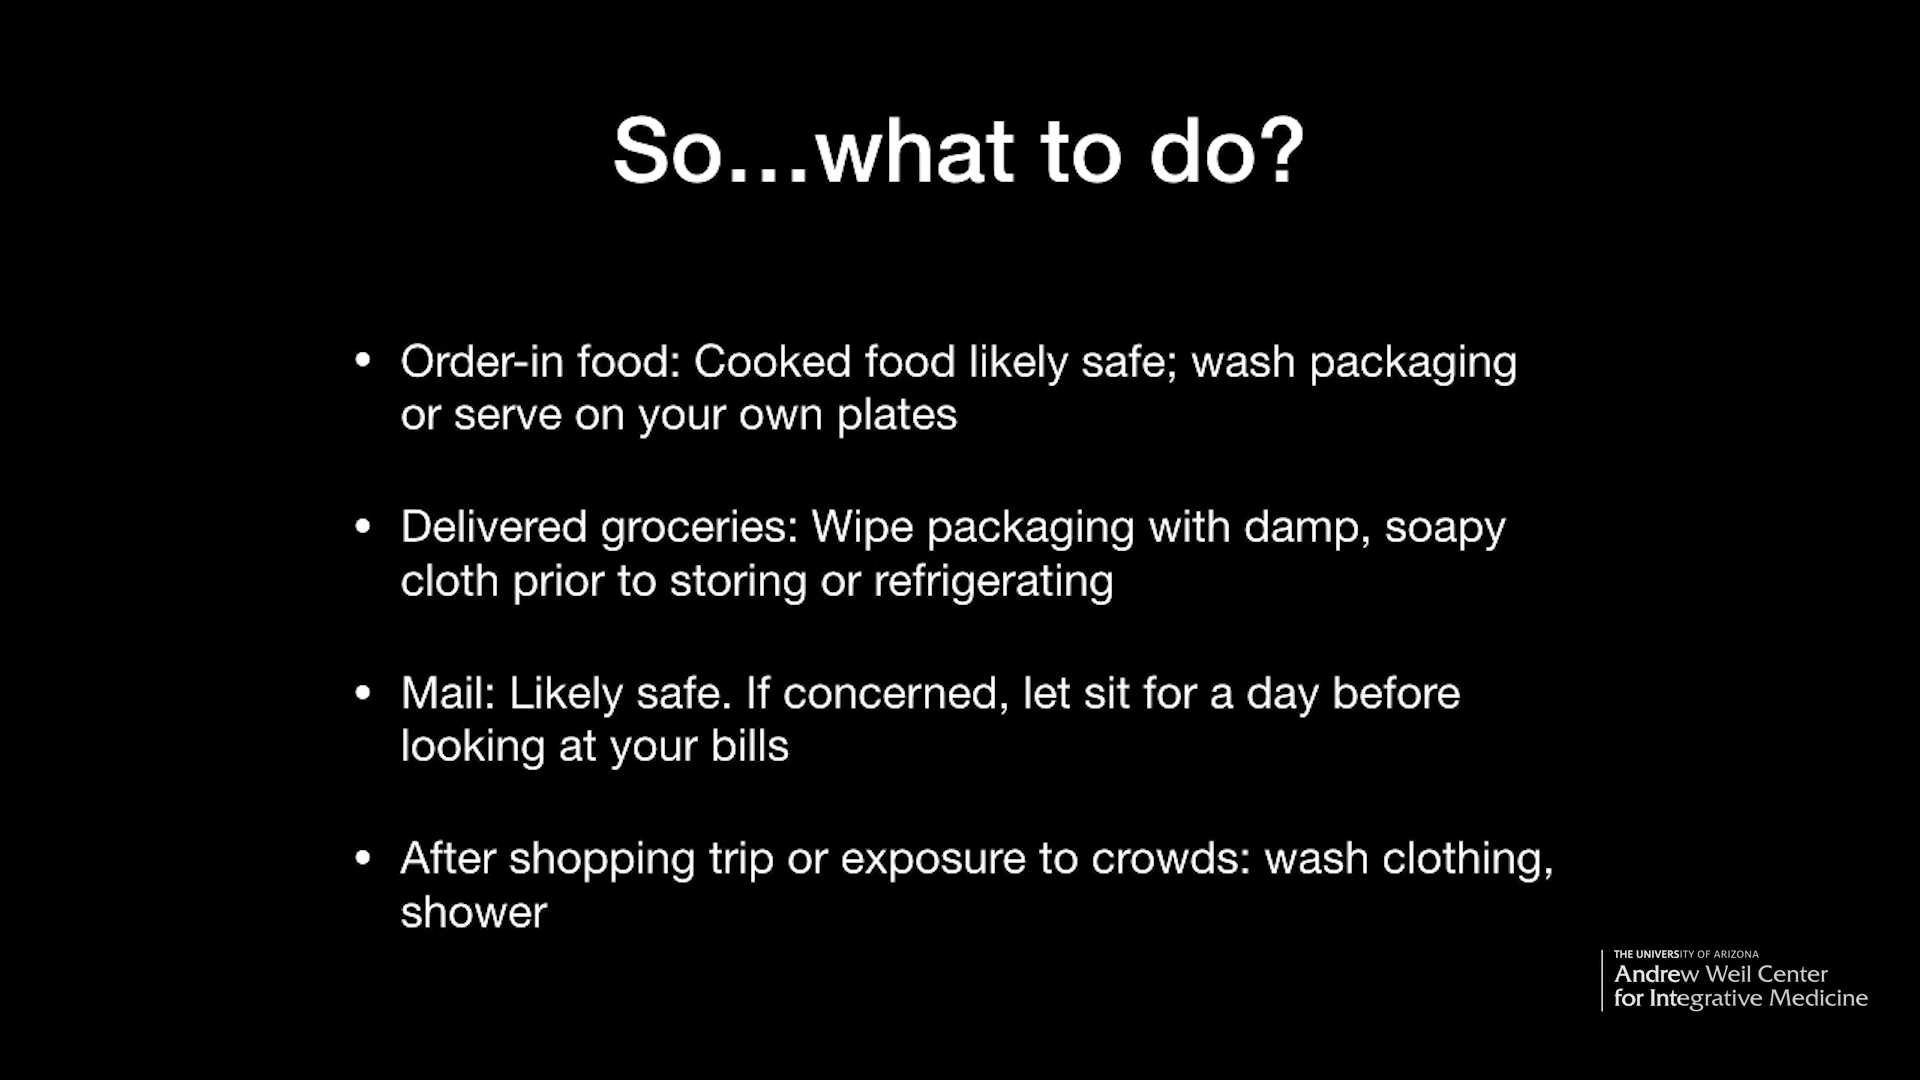 So...what to do?
• Order-in food: Cooked food likely safe; wash packaging
or serve on your own plates
• Delivered groceries: Wipe packaging with damp, soapy
cloth prior to storing or refrigerating
• Mail: Likely safe. If concerned, let sit for a day before
looking at your bills
• After shopping trip or exposure to crowds: wash clothing,
shower
THE UNIVERSITY OF ARIZONA
Andrew Weil Center
for Integrative Medicine